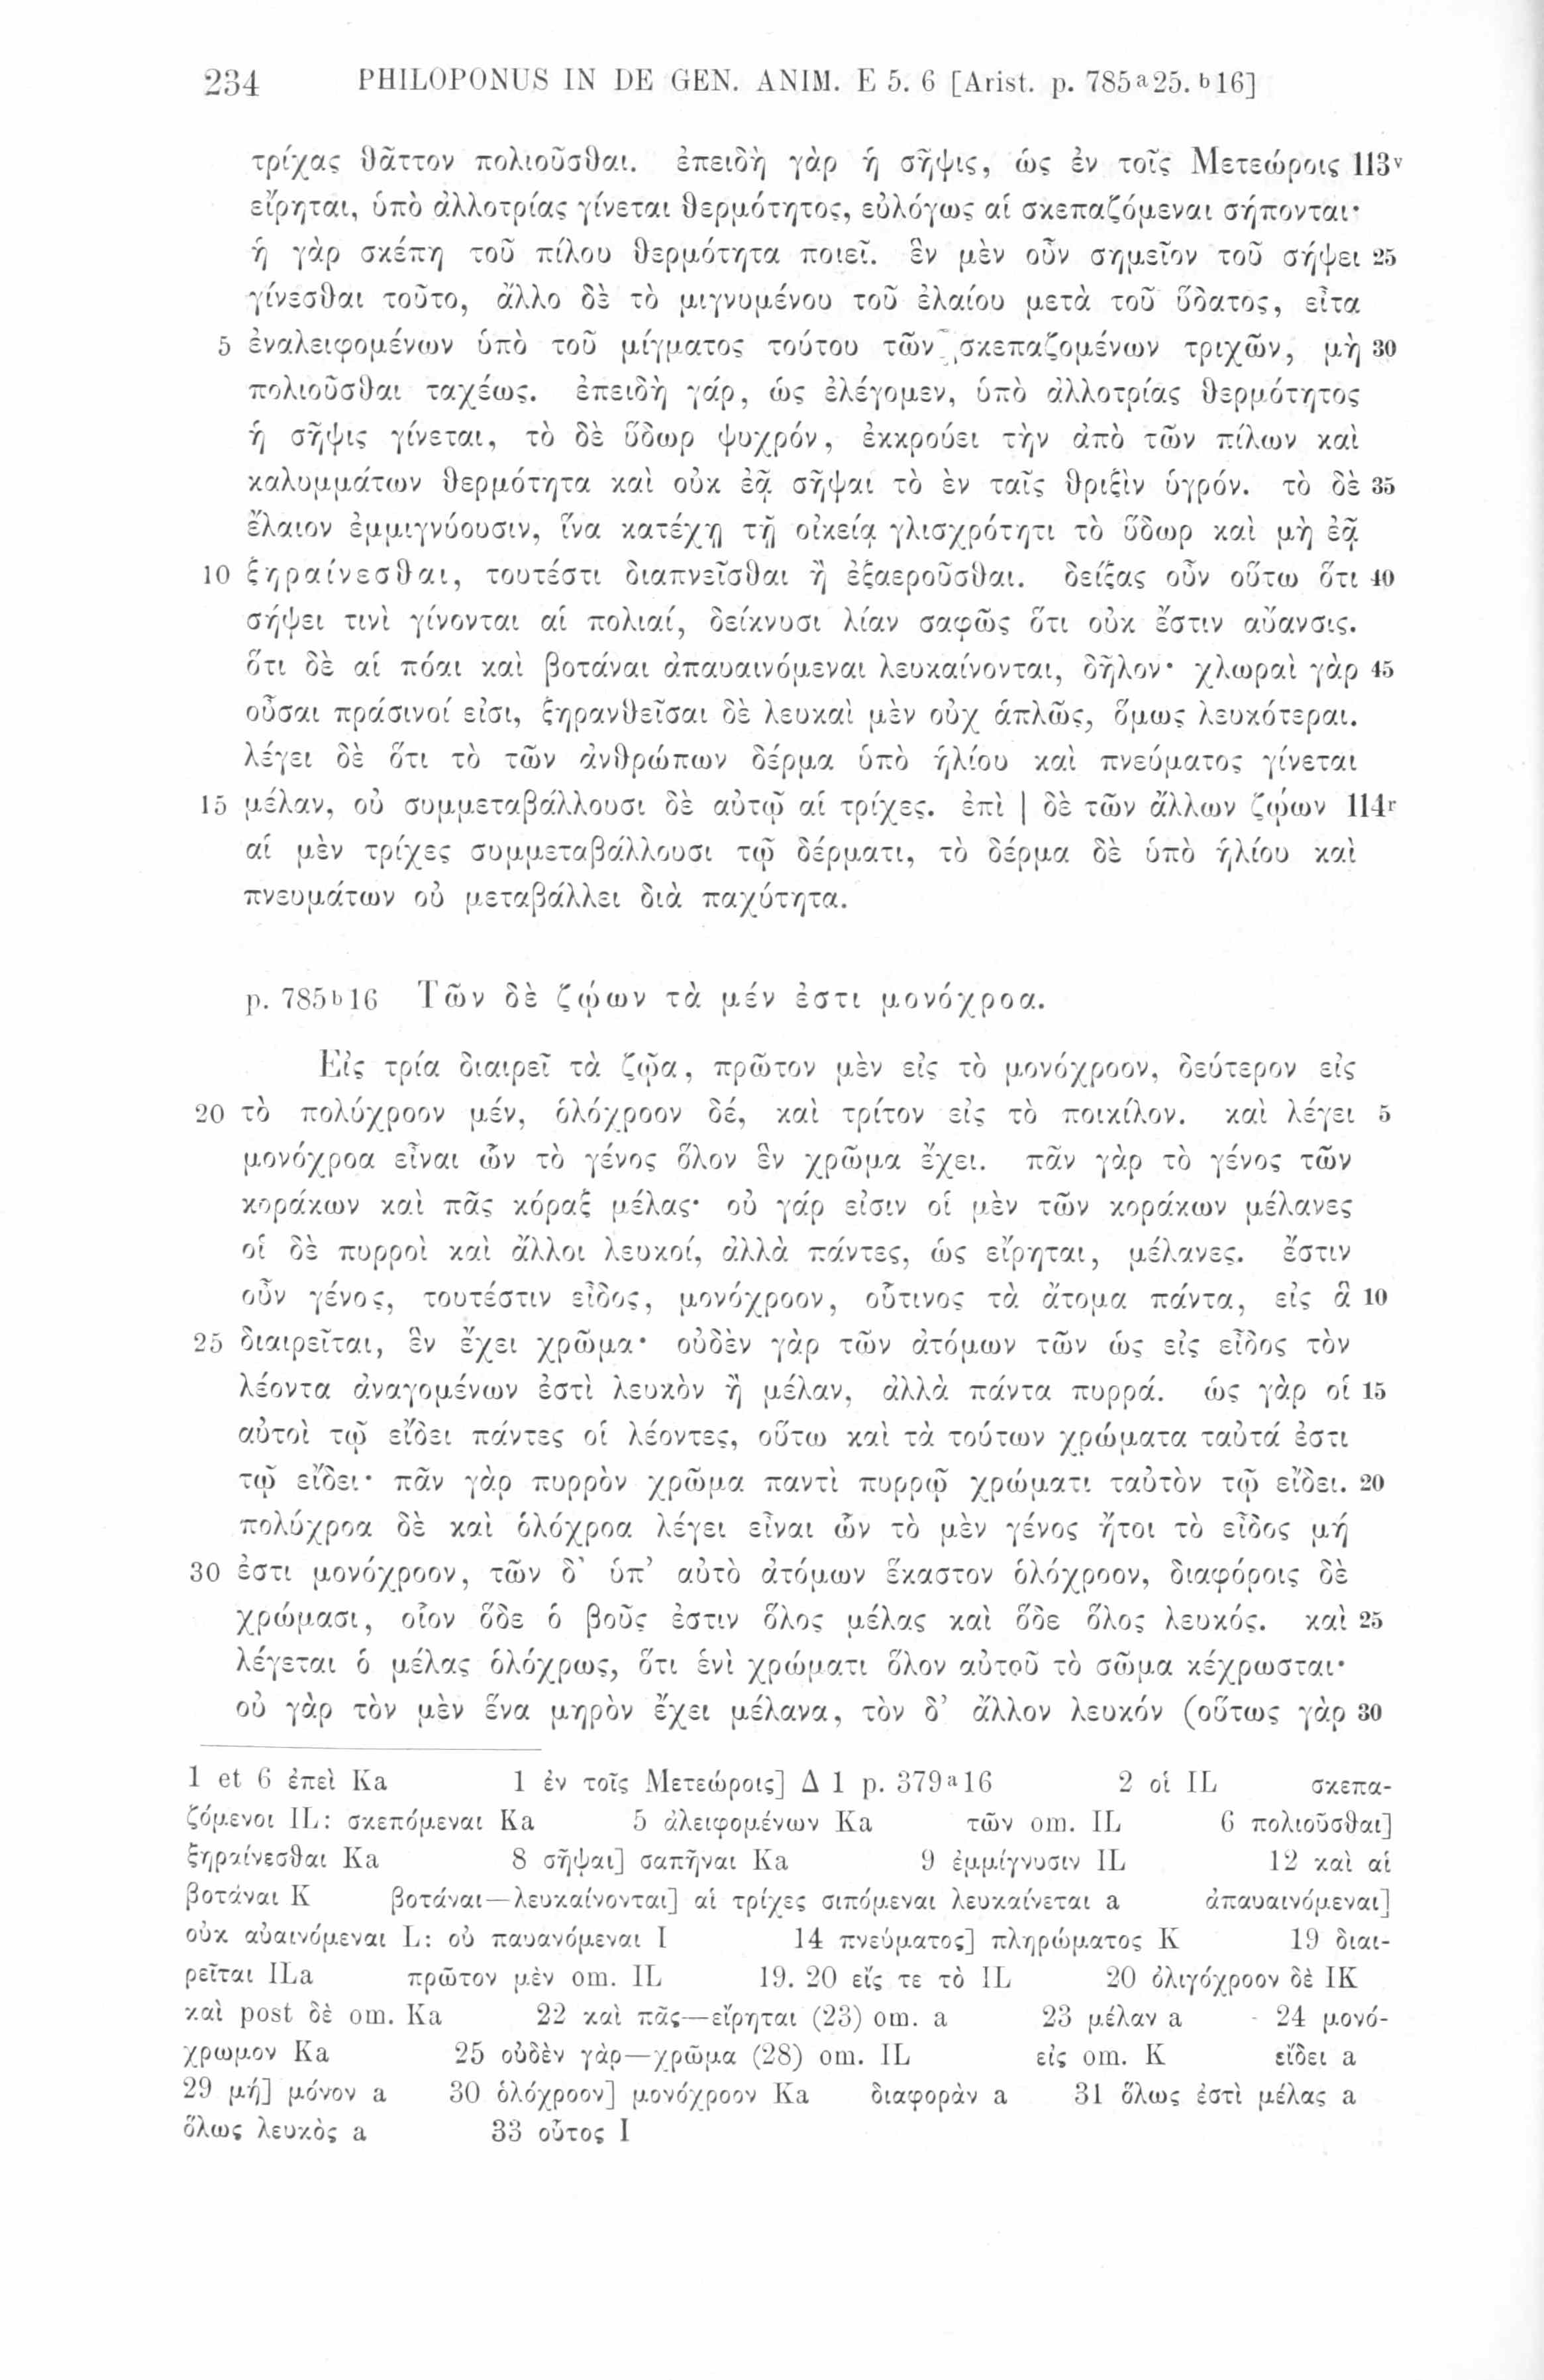 234 PHILOPONUS IN DE GEN. ANIM. E 5. 6 [Arist. p. 785ᵃ25. ᵇ16]
τρίχας θᾶττον πολιοῦσθαι. ἐπειδὴ γὰρ ἡ σῆψις, ὡς ἐν τοῖς Μετεώροις 113ᵛ
εἴρηται, ὑπὸ ἀλλοτρίας γίνεται θερμότητος, εὐλόγως αἱ σκεπαζόμεναι σήπονται·
ἡ γὰρ σκέπη τοῦ πίλου θερμότητα ποιεῖ. ἓν μὲν οὖν σημεῖον τοῦ σήψει 25
γίνεσθαι τοῦτο, ἄλλο δὲ τὸ μιγνυμένου τοῦ ἐλαίου μετὰ τοῦ ὕδατος, εἶτα
5 ἐναλειφομένων ὑπὸ τοῦ μίγματος τούτου τῶν σκεπαζομένων τριχῶν, μὴ 30
πολιοῦσθαι ταχέως. ἐπειδὴ γάρ, ὡς ἐλέγομεν, ὑπὸ ἀλλοτρίας θερμότητος
ἡ σῆψις γίνεται, τὸ δὲ ὕδωρ ψυχρόν, ἐκκρούει τὴν ἀπὸ τῶν πίλων καὶ
καλυμμάτων θερμότητα καὶ οὐκ ἐᾷ σῆψαι τὸ ἐν ταῖς θριξὶν ὑγρόν. τὸ δὲ 35
ἔλαιον ἐμμιγνύουσιν, ἵνα κατέχῃ τῇ οἰκείᾳ γλισχρότητι τὸ ὕδωρ καὶ μὴ ἐᾷ
10 ξηραίνεσθαι, τουτέστι διαπνεῖσθαι ἢ ἐξαεροῦσθαι. δείξας οὖν οὕτω ὅτι 40
σήψει τινὶ γίνονται αἱ πολιαί, δείκνυσι λίαν σαφῶς ὅτι οὐκ ἔστιν αὔανσις.
ὅτι δὲ αἱ πόαι καὶ βοτάναι ἀπαυαινόμεναι λευκαίνονται, δῆλον· χλωραὶ γὰρ 45
οὖσαι πράσινοί εἰσι, ξηρανθεῖσαι δὲ λευκαὶ μὲν οὐχ ἁπλῶς, ὅμως λευκότεραι.
λέγει δὲ ὅτι τὸ τῶν ἀνθρώπων δέρμα ὑπὸ ἡλίου καὶ πνεύματος γίνεται
15 μέλαν, οὐ συμμεταβάλλουσι δὲ αὐτῷ αἱ τρίχες. ἐπὶ | δὲ τῶν ἄλλων ζῴων 114ʳ
αἱ μὲν τρίχες συμμεταβάλλουσι τῷ δέρματι, τὸ δέρμα δὲ ὑπὸ ἡλίου καὶ
πνευμάτων οὐ μεταβάλλει διὰ παχύτητα.
p. 785ᵇ16 Τῶν δὲ ζῴων τὰ μέν ἐστι μονόχροα.
Εἰς τρία διαιρεῖ τὰ ζῷα, πρῶτον μὲν εἰς τὸ μονόχροον, δεύτερον εἰς
20 τὸ πολύχροον μέν, ὁλόχροον δέ, καὶ τρίτον εἰς τὸ ποικίλον. καὶ λέγει 5
μονόχροα εἶναι ὧν τὸ γένος ὅλον ἓν χρῶμα ἔχει. πᾶν γὰρ τὸ γένος τῶν
κοράκων καὶ πᾶς κόραξ μέλας· οὐ γάρ εἰσιν οἱ μὲν τῶν κοράκων μέλανες
οἱ δὲ πυρροὶ καὶ ἄλλοι λευκοί, ἀλλὰ πάντες, ὡς εἴρηται, μέλανες. ἔστιν
οὖν γένος, τουτέστιν εἶδος, μονόχροον, οὗτινος τὰ ἄτομα πάντα, εἰς ἃ 10
25 διαιρεῖται, ἓν ἔχει χρῶμα· οὐδὲν γὰρ τῶν ἀτόμων τῶν ὡς εἰς εἶδος τὸν
λέοντα ἀναγομένων ἐστὶ λευκὸν ἢ μέλαν, ἀλλὰ πάντα πυρρά. ὡς γὰρ οἱ 15
αὐτοὶ τῷ εἴδει πάντες οἱ λέοντες, οὕτω καὶ τὰ τούτων χρώματα ταὐτά ἐστι
τῷ εἴδει· πᾶν γὰρ πυρρὸν χρῶμα παντὶ πυρρῷ χρώματι ταὐτὸν τῷ εἴδει. 20
πολύχροα δὲ καὶ ὁλόχροα λέγει εἶναι ὧν τὸ μὲν γένος ἤτοι τὸ εἶδος μή
30 ἐστι μονόχροον, τῶν δ' ὑπ' αὐτὸ ἀτόμων ἕκαστον ὁλόχροον, διαφόροις δὲ
χρώμασι, οἷον ὅδε ὁ βοῦς ἐστιν ὅλος μέλας καὶ ὅδε ὅλος λευκός. καὶ 25
λέγεται ὁ μέλας ὁλόχρως, ὅτι ἑνὶ χρώματι ὅλον αὐτοῦ τὸ σῶμα κέχρωσται·
οὐ γὰρ τὸν μὲν ἕνα μηρὸν ἔχει μέλανα, τὸν δ' ἄλλον λευκόν (οὕτως γὰρ 30
1 et 6 ἐπεὶ Ka 1 ἐν τοῖς Μετεώροις] Δ 1 p. 379ᵃ16 2 οἱ IL σκεπα-
ζόμενοι IL: σκεπόμεναι Ka 5 ἀλειφομένων Ka τῶν om. IL 6 πολιοῦσθαι]
ξηραίνεσθαι Ka 8 σῆψαι] σαπῆναι Ka 9 ἐμμίγνυσιν IL 12 καὶ αἱ
βοτάναι K βοτάναι—λευκαίνονται] αἱ τρίχες σιπόμεναι λευκαίνεται a ἀπαυαινόμεναι]
οὐκ αὐαινόμεναι L: οὐ παυανόμεναι I 14 πνεύματος] πληρώματος K 19 διαι-
ρεῖται ILa πρῶτον μὲν om. IL 19. 20 εἴς τε τὸ IL 20 ὀλιγόχροον δὲ IK
καὶ post δὲ om. Ka 22 καὶ πᾶς—εἴρηται (23) om. a 23 μέλαν a 24 μονό-
χρωμον Ka 25 οὐδὲν γὰρ—χρῶμα (28) om. IL εἰς om. K εἴδει a
29 μή] μόνον a 30 ὁλόχροον] μονόχροον Ka διαφορὰν a 31 ὅλως ἐστὶ μέλας a
ὅλως λευκὸς a 33 οὗτος I